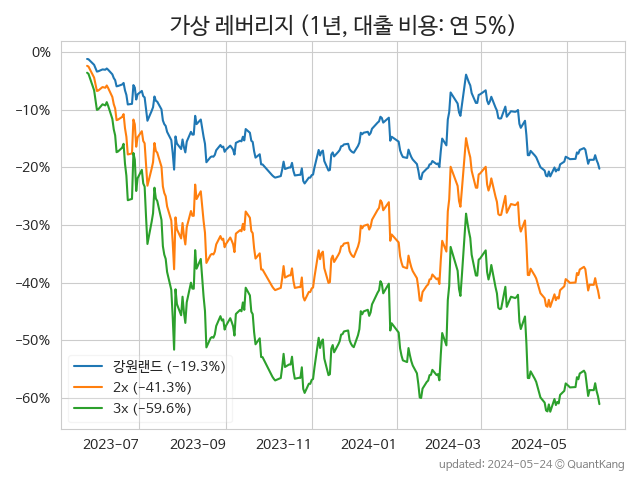 가상 레버리지 (1년, 대출 비용: 연 5%)
0%
−10%
−20%
−30%
−40%
−50%
−60%
강원랜드 (−19.3%)
2x (−41.3%)
3x (−59.6%)
2023-07
2023-09
2023-11
2024-01
2024-03
2024-05
updated: 2024-05-24 © QuantKang